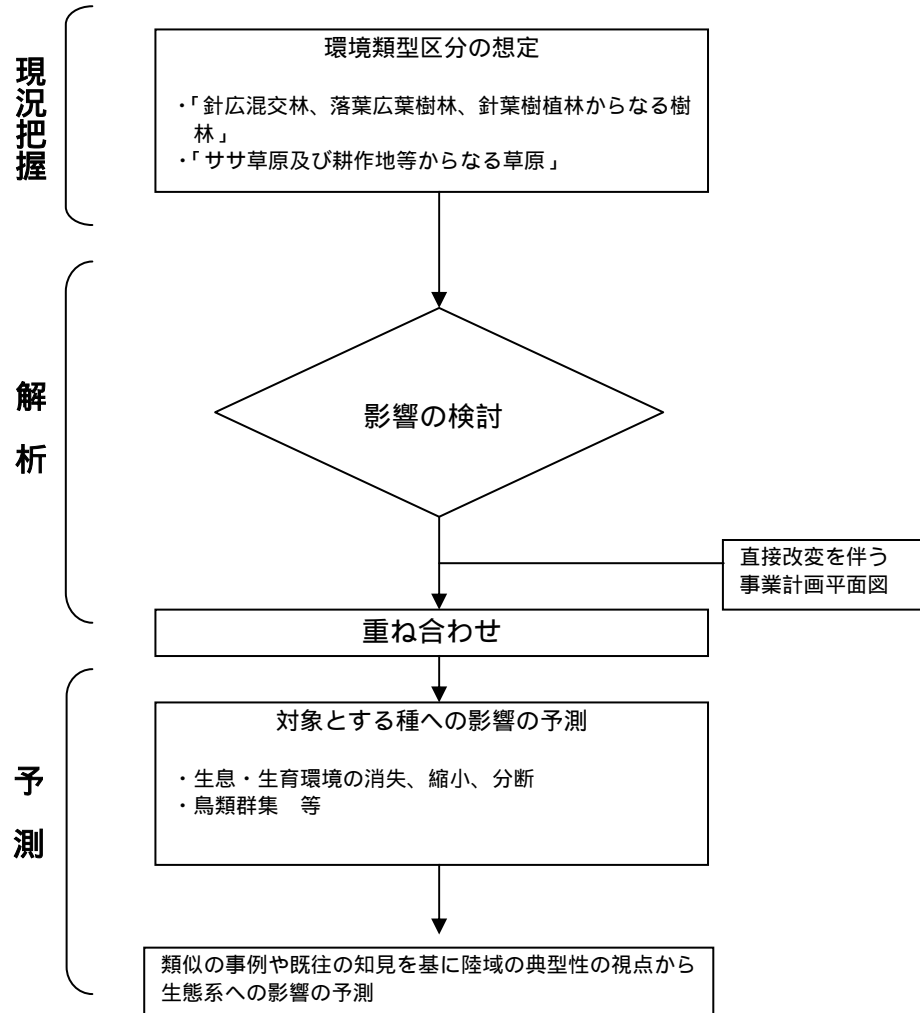 現況把握
環境類型区分の想定
・「針広混交林、落葉広葉樹林、針葉樹植林からなる樹
林」
・「ササ草原及び耕作地等からなる草原」
解析
影響の検討
直接改変を伴う
事業計画平面図
重ね合わせ
予測
対象とする種への影響の予測
・生息・生育環境の消失、縮小、分断
・鳥類群集　等
類似の事例や既往の知見を基に陸域の典型性の視点から
生態系への影響の予測